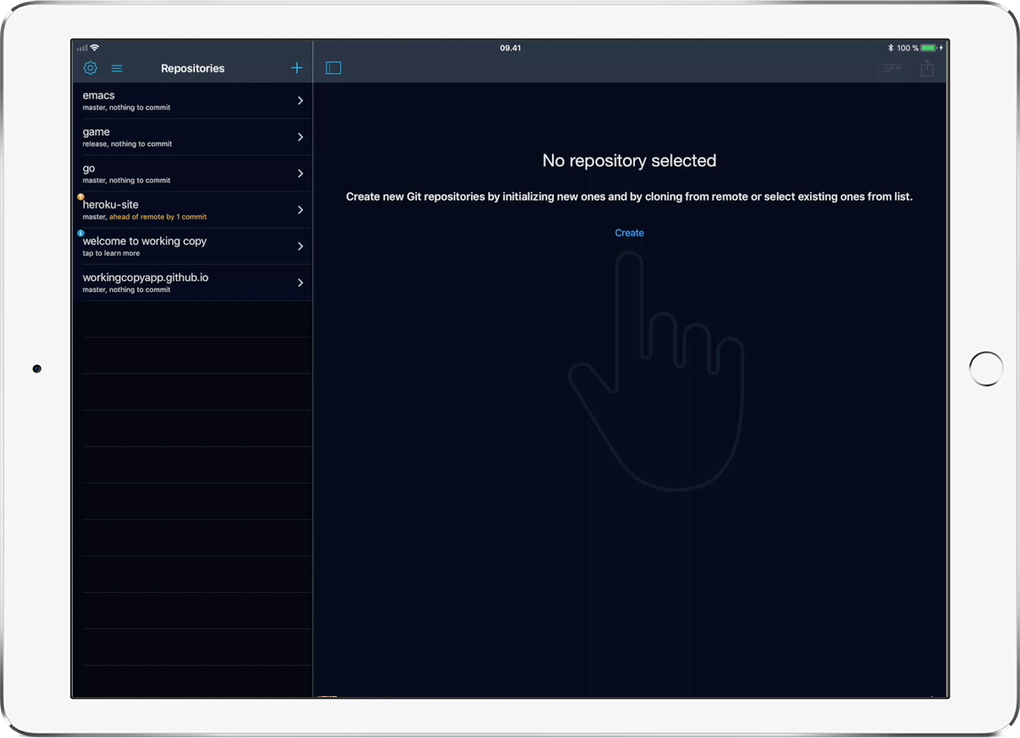 09.41
100 %
Repositories
emacs
master, nothing to commit
game
release, nothing to commit
go
master, nothing to commit
heroku-site
master, ahead of remote by 1 commit
welcome to working copy
tap to learn more
workingcopyapp.github.io
master, nothing to commit
No repository selected
Create new Git repositories by initializing new ones and by cloning from remote or select existing ones from list.
Create